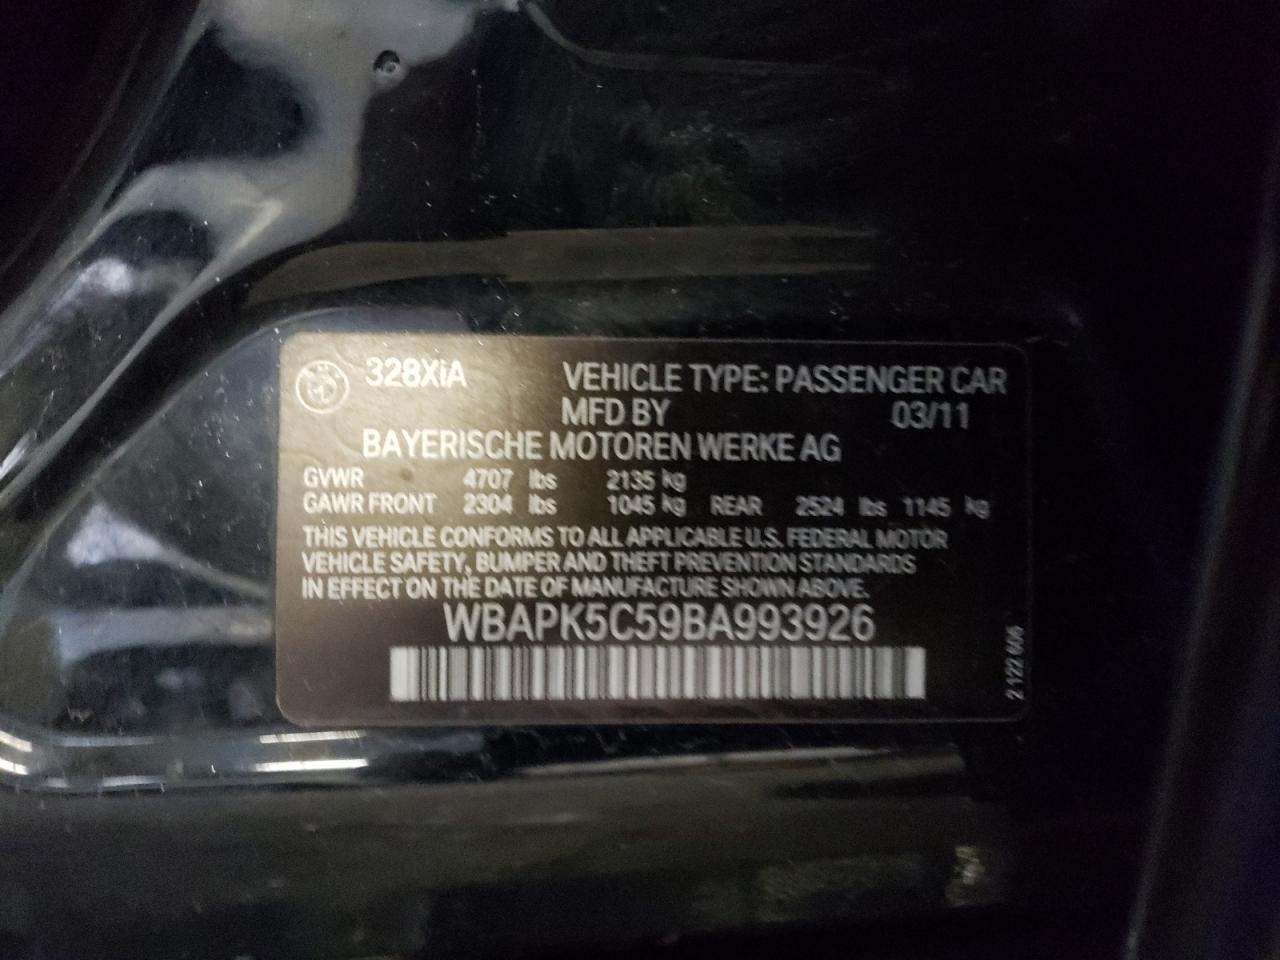 328XiA VEHICLE TYPE: PASSENGER CAR
MFD BY 03/11
BAYERISCHE MOTOREN WERKE AG
GVWR 4707 lbs 2135 kg
GAWR FRONT 2304 lbs 1045 kg REAR 2524 lbs 1145 kg
THIS VEHICLE CONFORMS TO ALL APPLICABLE U.S. FEDERAL MOTOR
VEHICLE SAFETY, BUMPER AND THEFT PREVENTION STANDARDS
IN EFFECT ON THE DATE OF MANUFACTURE SHOWN ABOVE.
WBAPK5C59BA993926
2 122 606